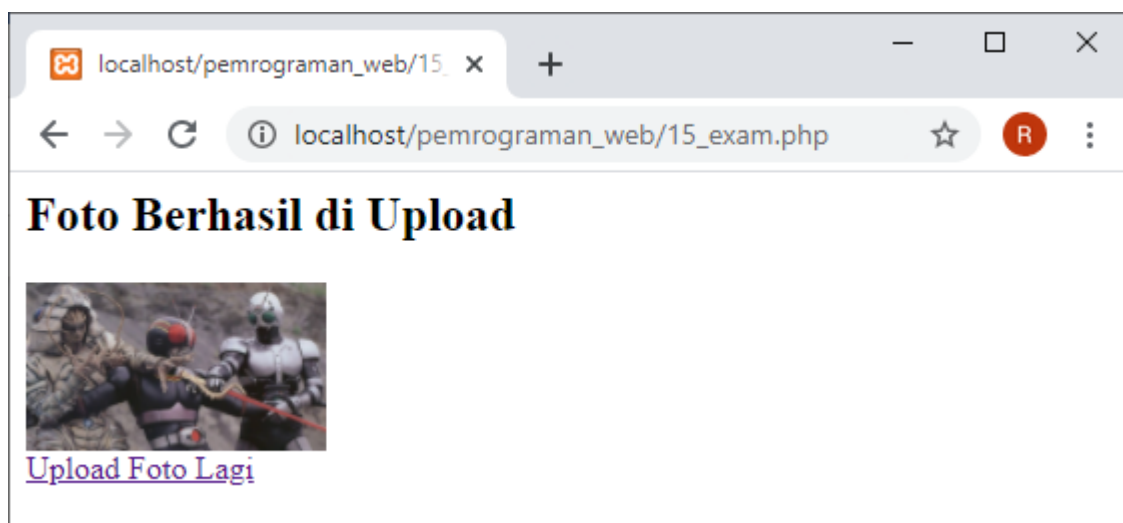 localhost/pemrograman_web/15_
localhost/pemrograman_web/15_exam.php
R
Foto Berhasil di Upload
Upload Foto Lagi